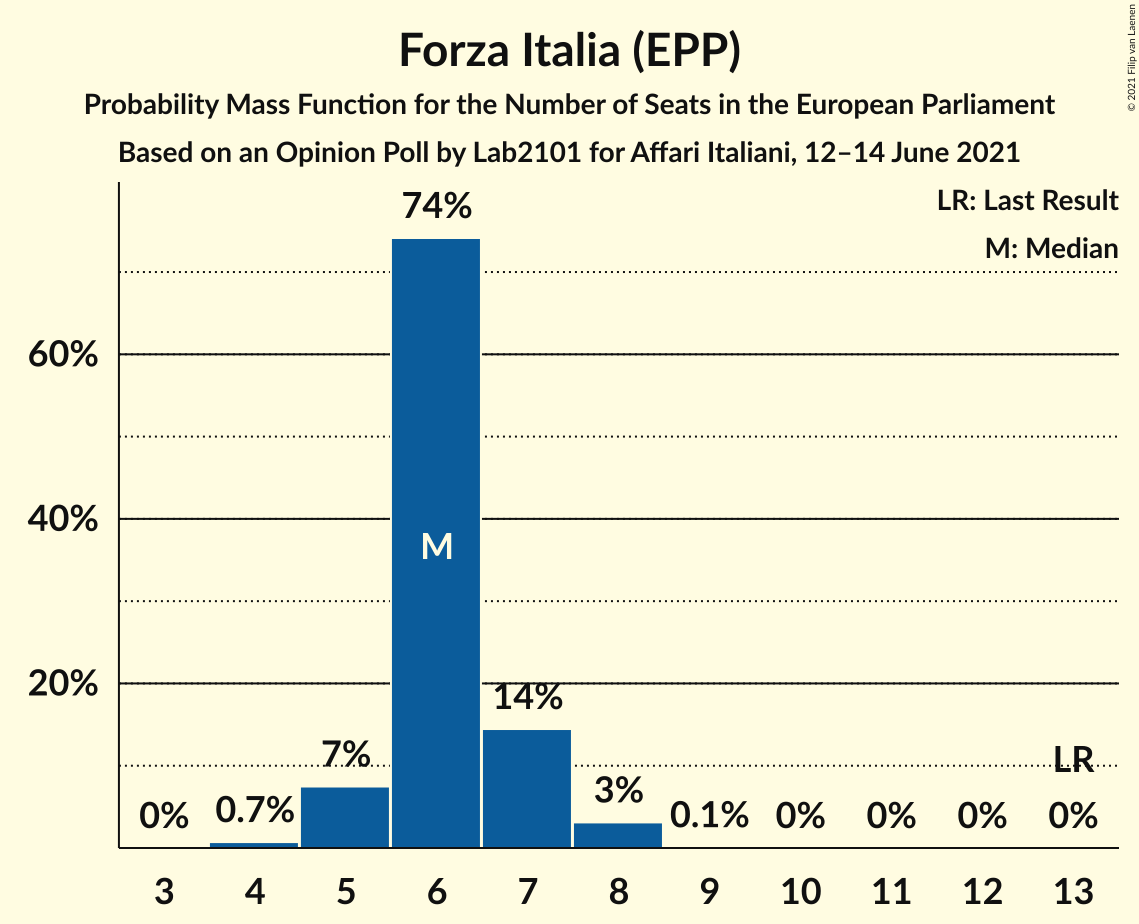 © 2021 Filip van Laenen
Forza Italia (EPP)
Probability Mass Function for the Number of Seats in the European Parliament
Based on an Opinion Poll by Lab2101 for Affari Italiani, 12–14 June 2021
LR: Last Result
M: Median
74%
60%
40%
M
20%
14%
7%
LR
3%
0%
0.7%
0.1%
0%
0%
0%
0%
3 4 5 6 7 8 9 10 11 12 13